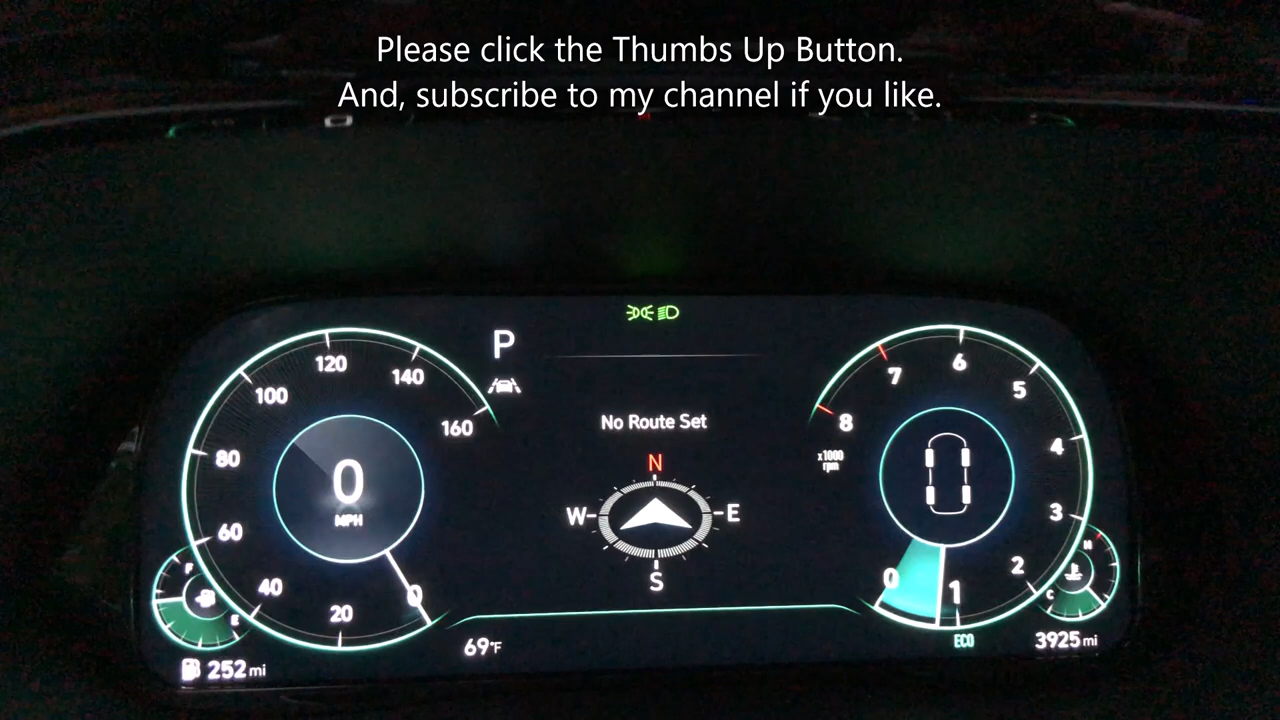 Please click the Thumbs Up Button.
And, subscribe to my channel if you like.
P
120
140
100
160
80
60
40
20
0
0
MPH
F
E
252 mi
69°F
No Route Set
N
W
E
S
6
7
5
8
4
x1000
rpm
3
2
0
1
ECO
H
C
3925 mi